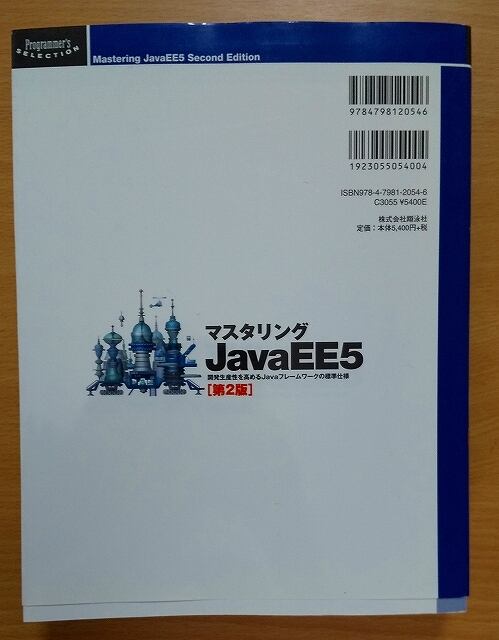 Programmer's
SELECTION
Mastering JavaEE5 Second Edition
9784798120546
1923055054004
ISBN978-4-7981-2054-6
C3055 ¥5400E
株式会社翔泳社
定価：本体5,400円+税
マスタリング
JavaEE5
開発生産性を高めるJavaフレームワークの標準仕様
[第2版]